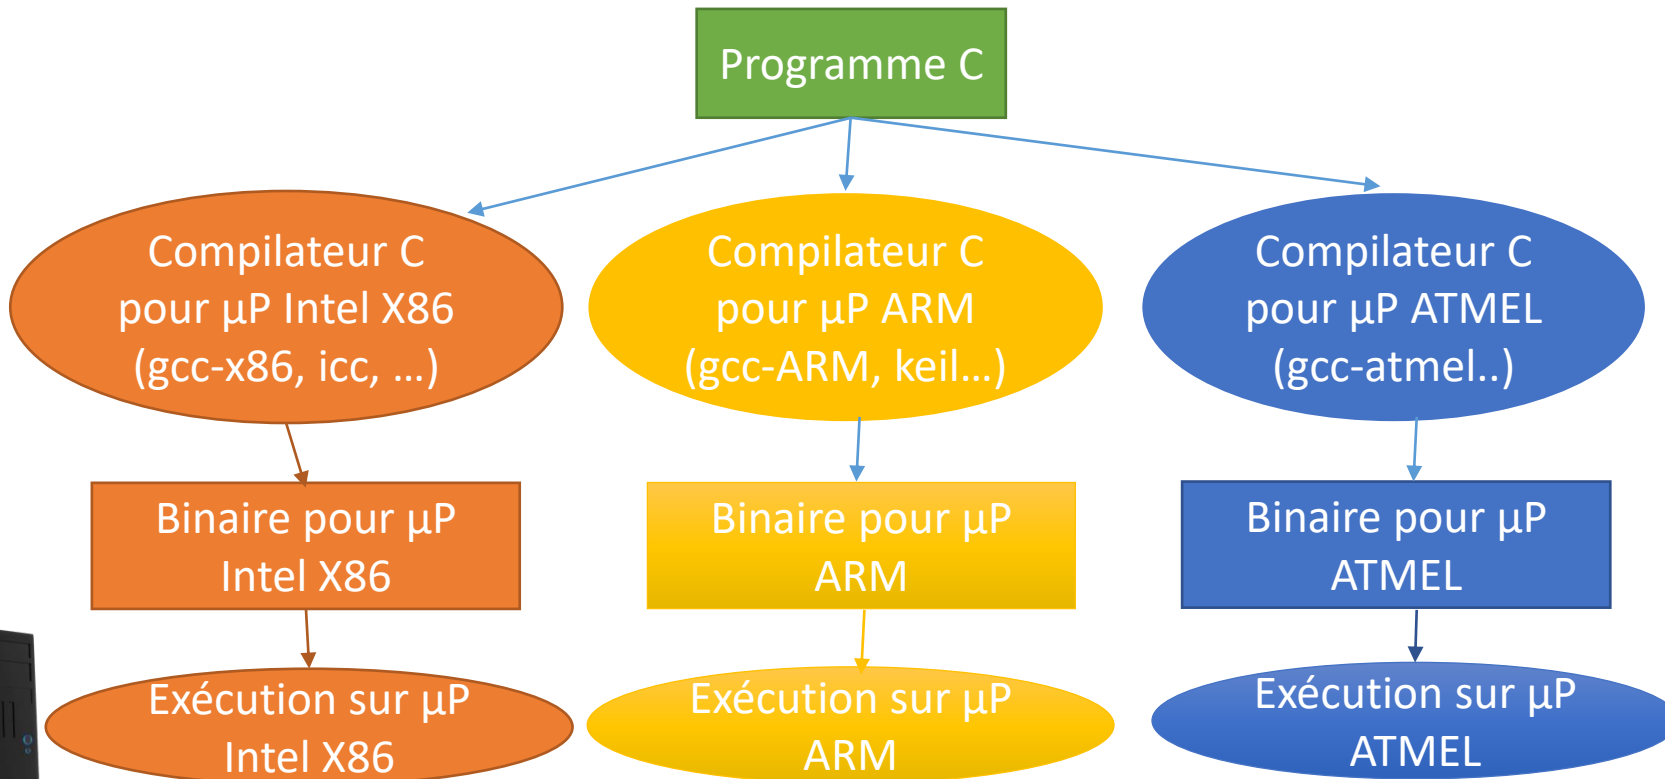 Programme C
Compilateur C
pour µP Intel X86
(gcc-x86, icc, …)
Compilateur C
pour µP ARM
(gcc-ARM, keil…)
Compilateur C
pour µP ATMEL
(gcc-atmel..)
Binaire pour µP
Intel X86
Binaire pour µP
ARM
Binaire pour µP
ATMEL
Exécution sur µP
Intel X86
Exécution sur µP
ARM
Exécution sur µP
ATMEL